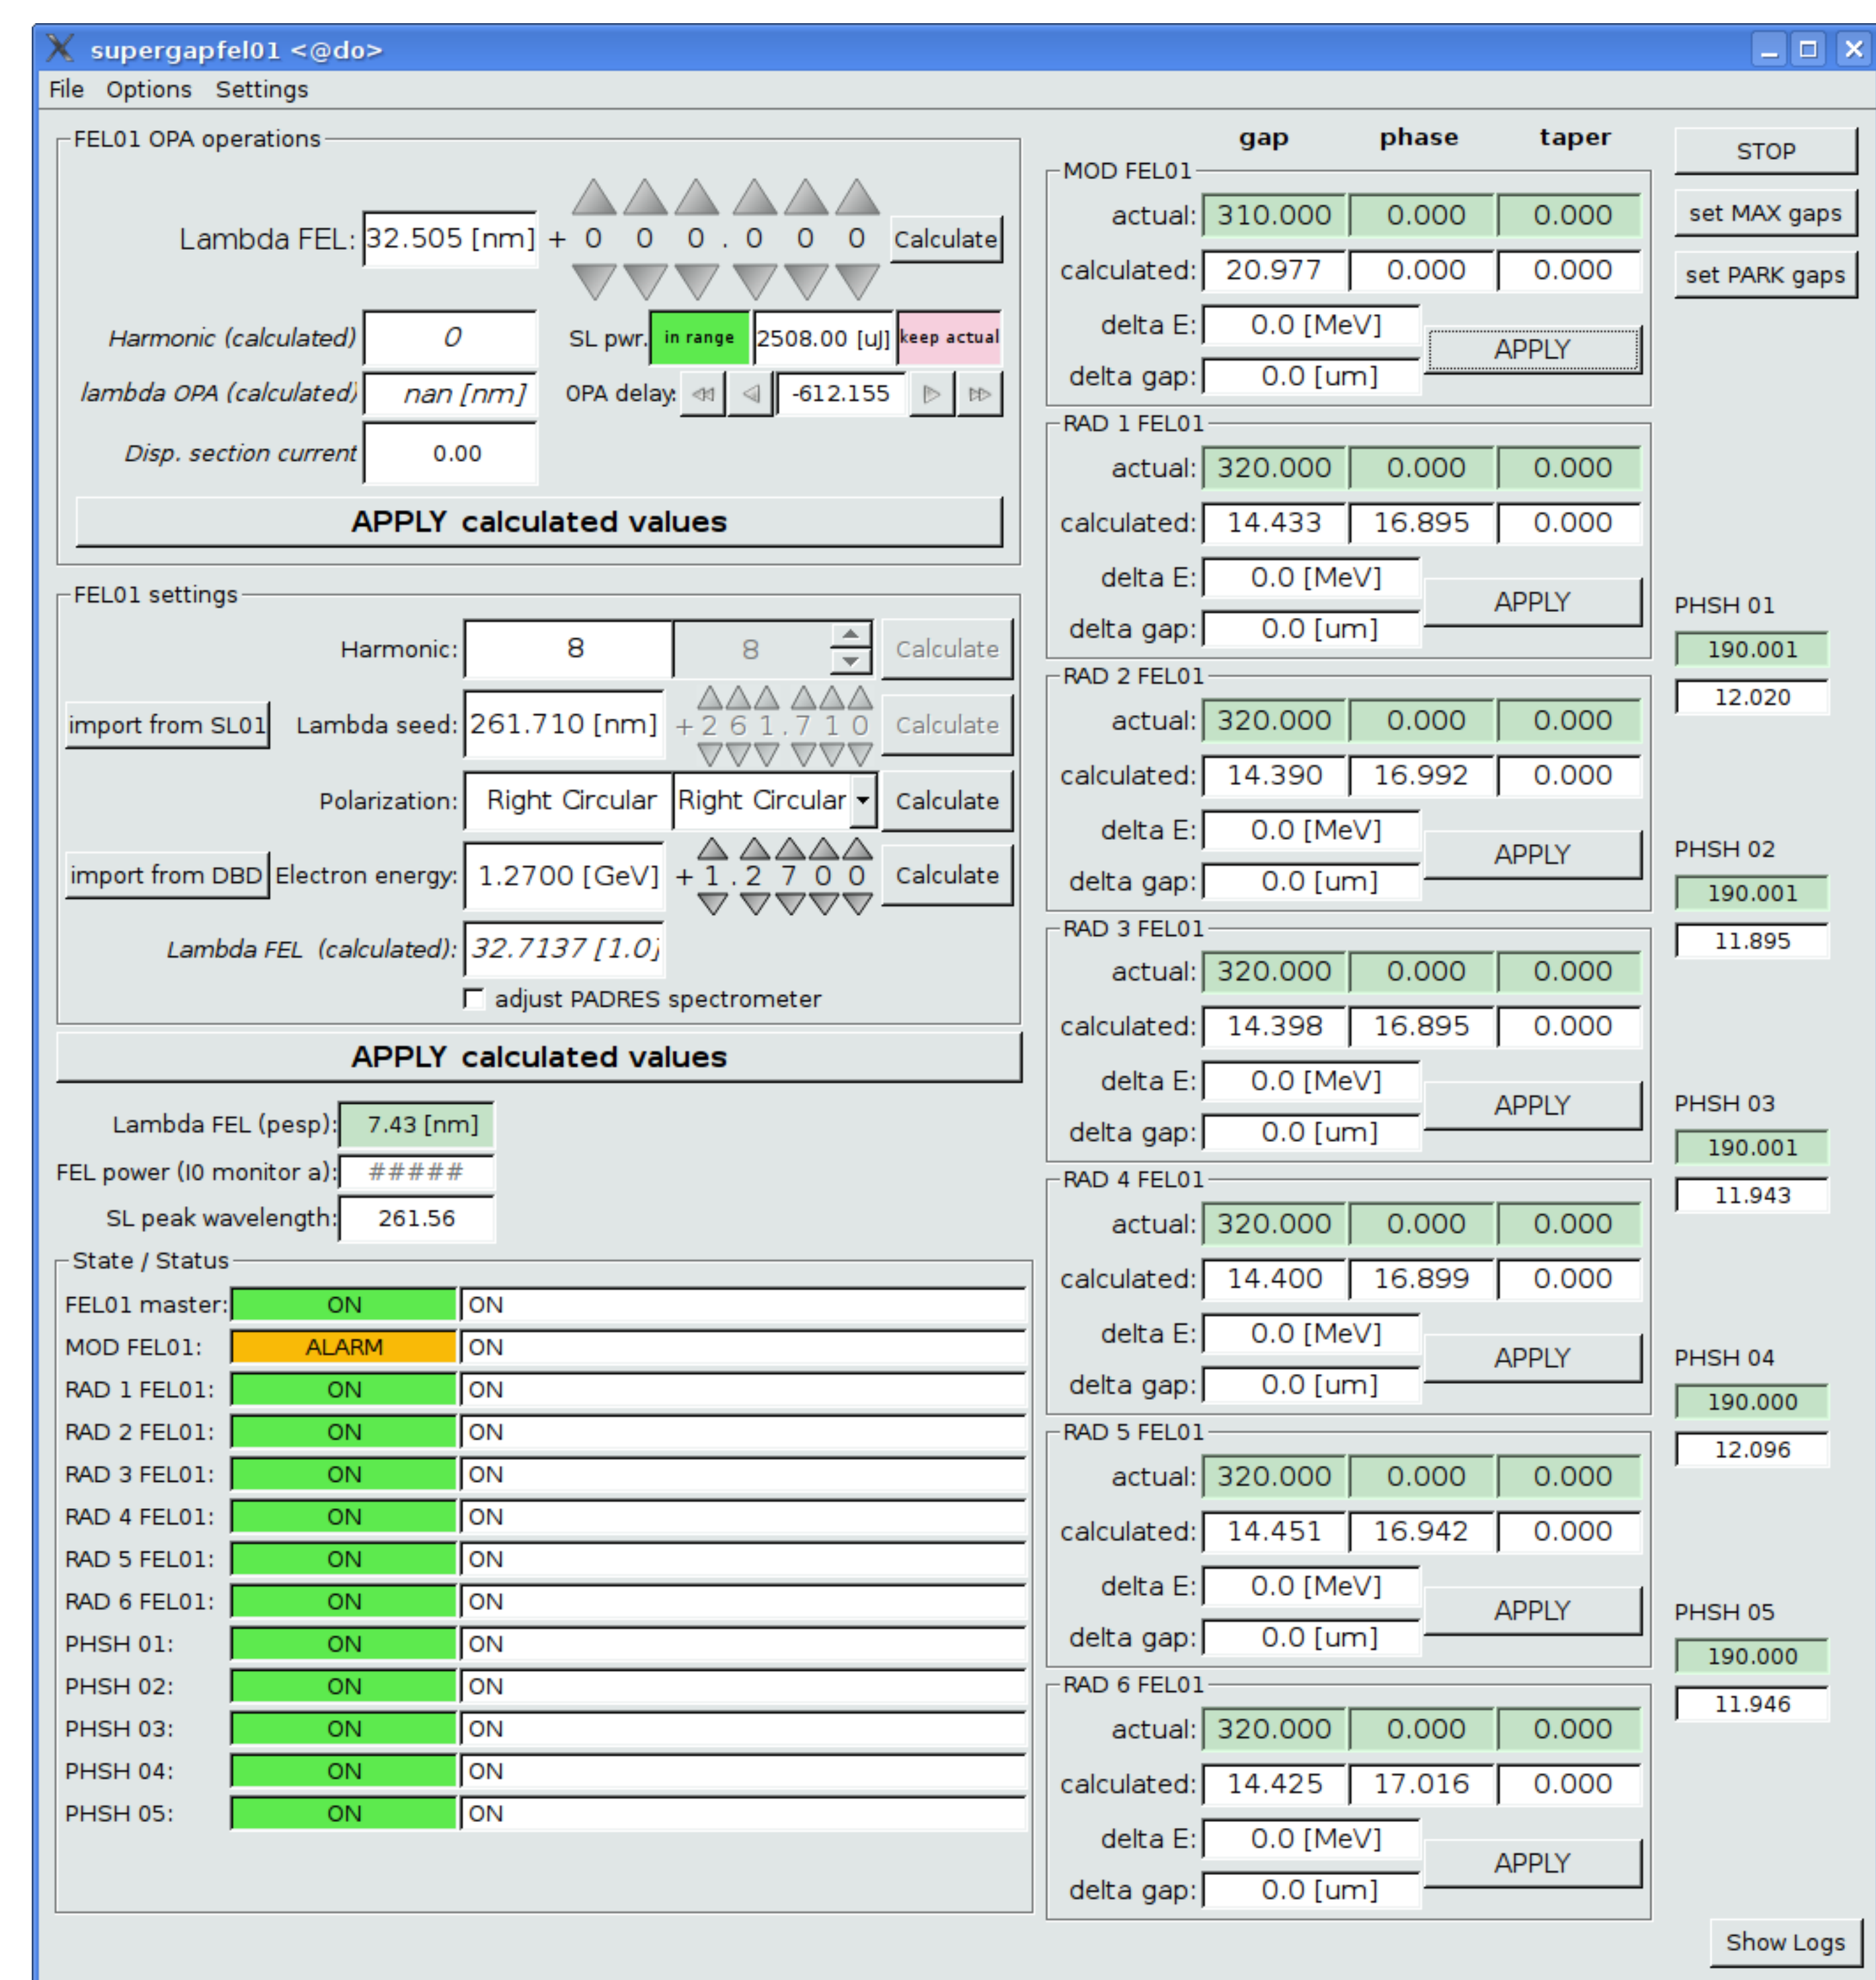 supergapfel01 <@do>
File Options Settings
FEL01 OPA operations
Lambda FEL: 32.505 [nm] + 0 0 0 . 0 0 0 Calculate
Harmonic (calculated) 0 SL pwr. in range 2508.00 [uJ] keep actual
lambda OPA (calculated) nan [nm] OPA delay: -612.155
Disp. section current 0.00
APPLY calculated values
FEL01 settings
Harmonic: 8 8 Calculate
import from SL01 Lambda seed: 261.710 [nm] + 2 6 1 . 7 1 0 Calculate
Polarization: Right Circular Right Circular Calculate
import from DBD Electron energy: 1.2700 [GeV] + 1 . 2 7 0 0 Calculate
Lambda FEL (calculated): 32.7137 [1.0]
adjust PADRES spectrometer
APPLY calculated values
Lambda FEL (pesp): 7.43 [nm]
FEL power (I0 monitor a): #####
SL peak wavelength: 261.56
State / Status
FEL01 master: ON ON
MOD FEL01: ALARM ON
RAD 1 FEL01: ON ON
RAD 2 FEL01: ON ON
RAD 3 FEL01: ON ON
RAD 4 FEL01: ON ON
RAD 5 FEL01: ON ON
RAD 6 FEL01: ON ON
PHSH 01: ON ON
PHSH 02: ON ON
PHSH 03: ON ON
PHSH 04: ON ON
PHSH 05: ON ON
gap phase taper
MOD FEL01
actual: 310.000 0.000 0.000
calculated: 20.977 0.000 0.000
delta E: 0.0 [MeV]
APPLY
delta gap: 0.0 [um]
RAD 1 FEL01
actual: 320.000 0.000 0.000
calculated: 14.433 16.895 0.000
delta E: 0.0 [MeV]
APPLY
delta gap: 0.0 [um]
RAD 2 FEL01
actual: 320.000 0.000 0.000
calculated: 14.390 16.992 0.000
delta E: 0.0 [MeV]
APPLY
delta gap: 0.0 [um]
RAD 3 FEL01
actual: 320.000 0.000 0.000
calculated: 14.398 16.895 0.000
delta E: 0.0 [MeV]
APPLY
delta gap: 0.0 [um]
RAD 4 FEL01
actual: 320.000 0.000 0.000
calculated: 14.400 16.899 0.000
delta E: 0.0 [MeV]
APPLY
delta gap: 0.0 [um]
RAD 5 FEL01
actual: 320.000 0.000 0.000
calculated: 14.451 16.942 0.000
delta E: 0.0 [MeV]
APPLY
delta gap: 0.0 [um]
RAD 6 FEL01
actual: 320.000 0.000 0.000
calculated: 14.425 17.016 0.000
delta E: 0.0 [MeV]
APPLY
delta gap: 0.0 [um]
STOP
set MAX gaps
set PARK gaps
PHSH 01
190.001
12.020
PHSH 02
190.001
11.895
PHSH 03
190.001
11.943
PHSH 04
190.000
12.096
PHSH 05
190.000
11.946
Show Logs